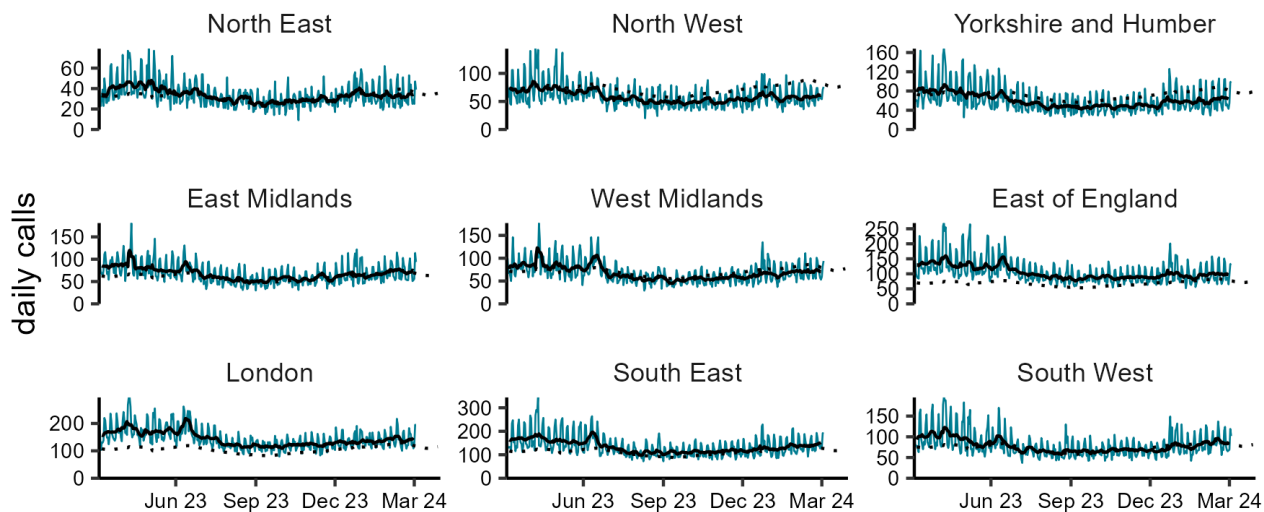 North East North West Yorkshire and Humber
60 100 160
40 50 120
20 0 80
0 40
0
East Midlands West Midlands East of England
150 150 250
100 100 200
50 50 150
0 0 100
50
0
daily calls
London South East South West
200 300 150
100 200 100
0 100 50
0 0
Jun 23 Sep 23 Dec 23 Mar 24 Jun 23 Sep 23 Dec 23 Mar 24 Jun 23 Sep 23 Dec 23 Mar 24